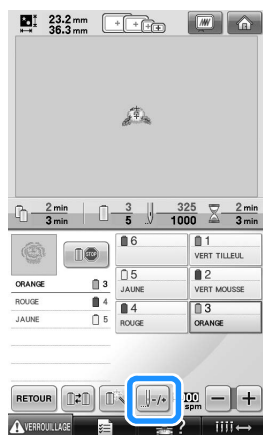 23.2 mm
36.3 mm
2 min
3 min
3
5
325
1000
2 min
3 min
6
1
VERT TILLEUL
ORANGE 3
5
JAUNE
2
VERT MOUSSE
ROUGE 4
JAUNE 5
4
ROUGE
3
ORANGE
RETOUR
-/+
00
spm
- +
VERROUILLAGE
?